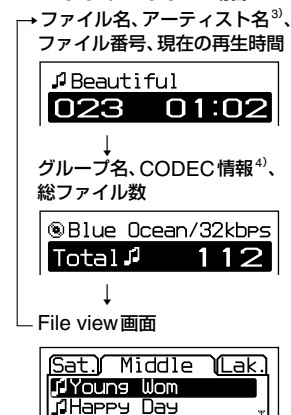 ファイル名、アーティスト名3)、
ファイル番号、現在の再生時間
Beautiful
023 01:02
グループ名、CODEC情報4)、
総ファイル数
Blue Ocean/32kbps
Total 112
File view画面
Sat. Middle Lak.
Young Wom
Happy Day